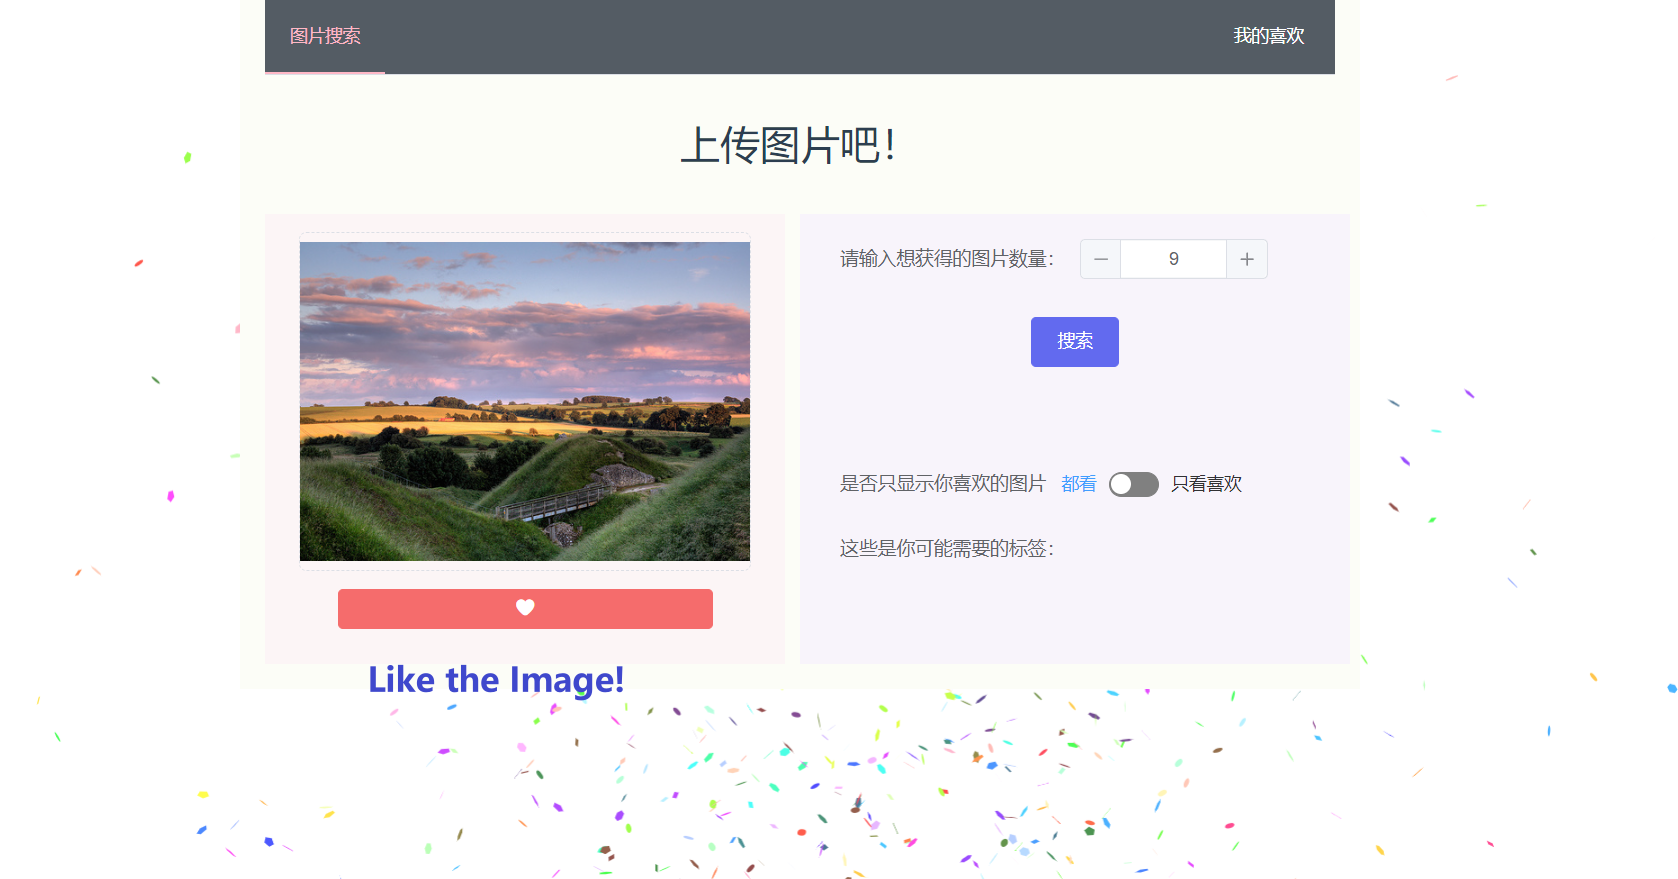 图片搜索
我的喜欢
上传图片吧!
请输入想获得的图片数量:
9
搜索
是否只显示你喜欢的图片 都看 只看喜欢
这些是你可能需要的标签:
Like the Image!